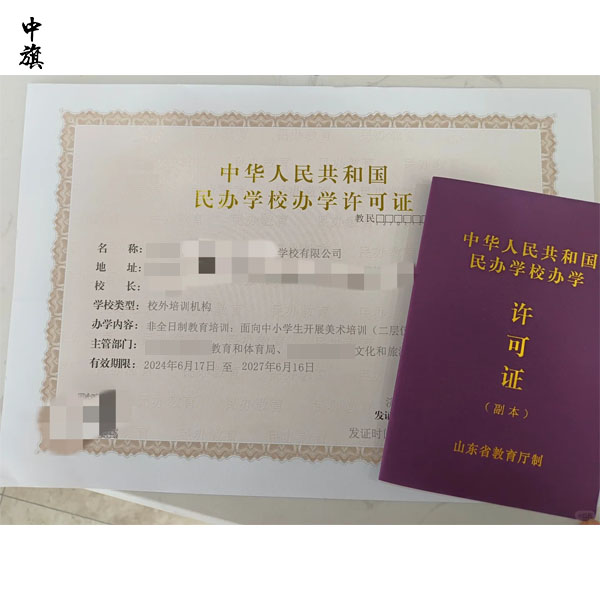 中
旗
中华人民共和国
民办学校办学许可证
教民
名 称: 学校有限公司
地 址:
校 长:
学校类型: 校外培训机构
办学内容: 非全日制教育培训: 面向中小学生开展美术培训 (二层
主管部门: 教育和体育局、 文化和旅
有效期限: 2024年6月17日 至 2027年6月16日
发证
发证时
中华人民共和国
民办学校办学
许
可
证
(副本)
山东省教育厅制